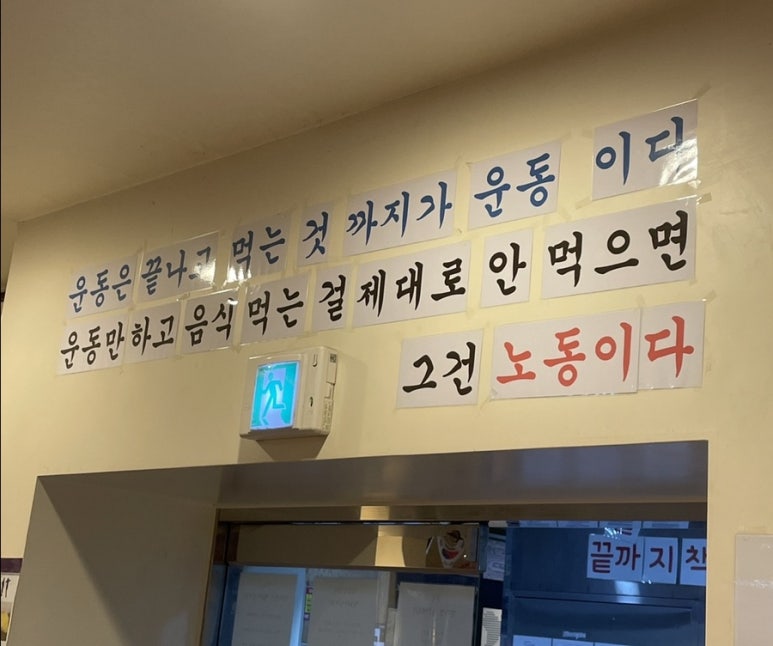 운동은 끝나고 먹는 것 까지가 운동 이다
운동만 하고 음식 먹는 걸 제대로 안 먹으면
그건 노동이다
끝까지 책